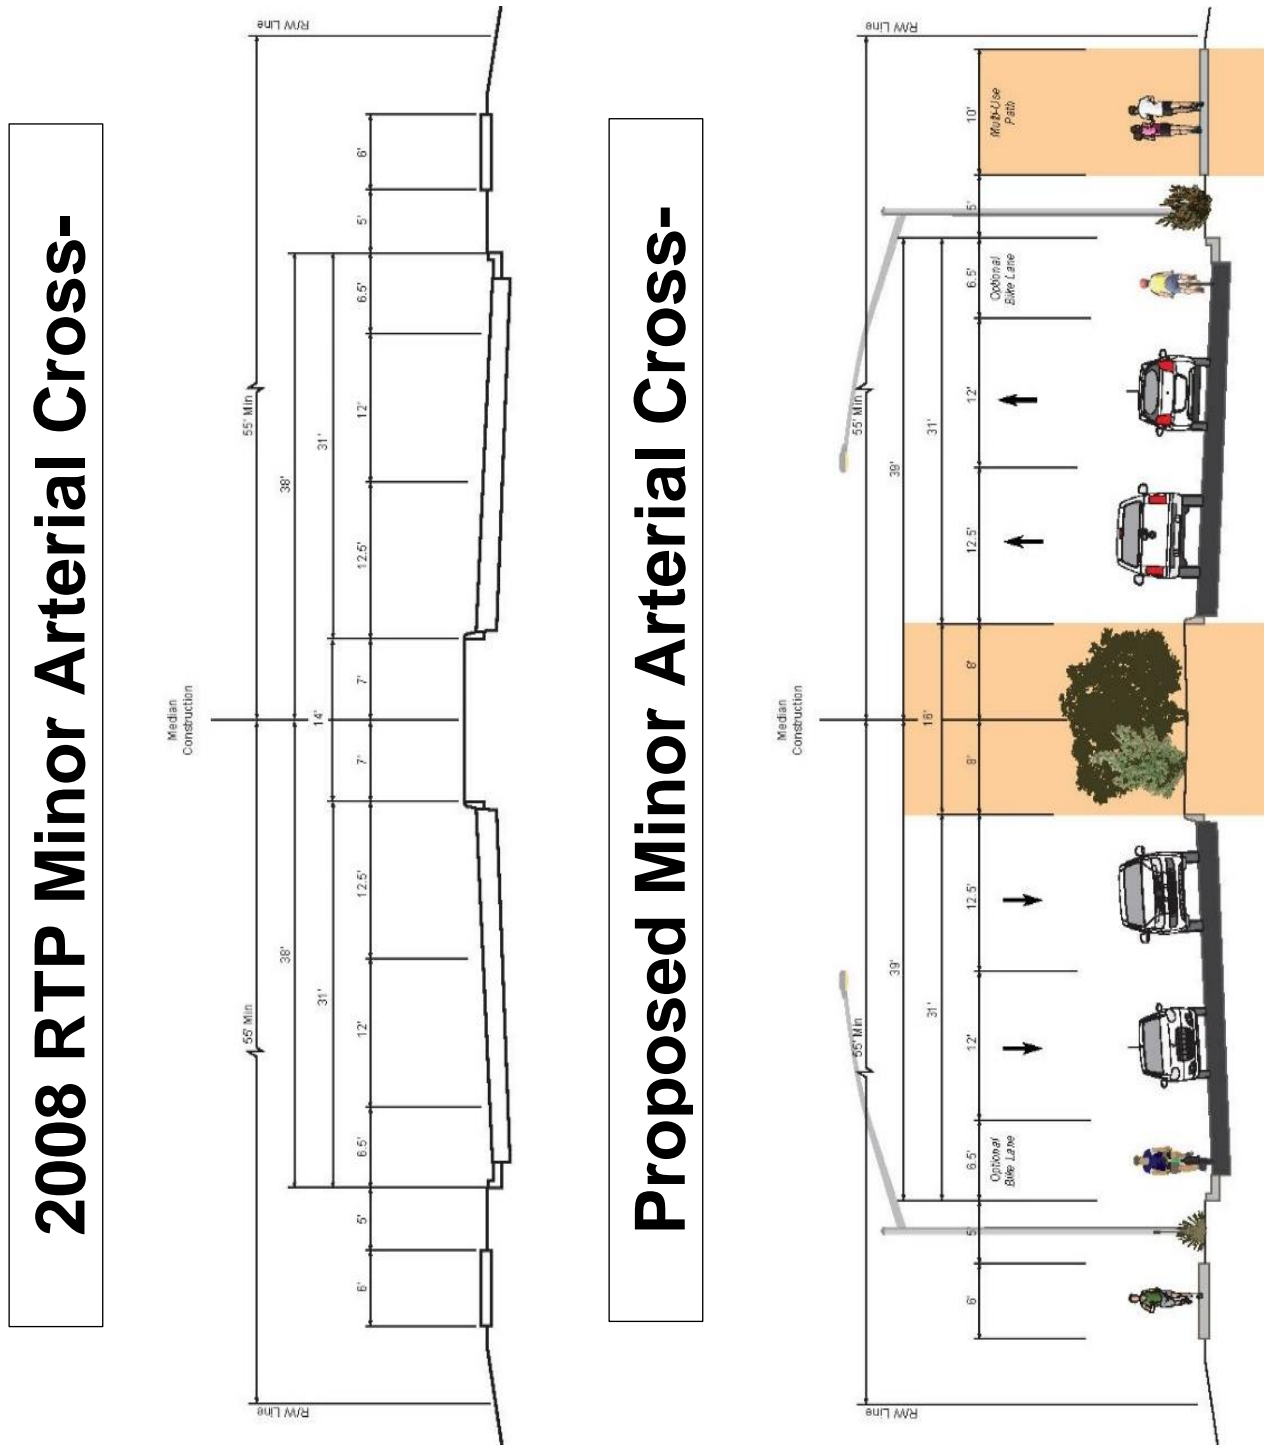 2008 RTP Minor Arterial Cross-
R/W Line
R/W Line
55' Min
55' Min
Median
Construction
38'
38'
31'
14'
31'
6'
5'
6.5'
12'
12.5'
7'
7'
12.5'
12'
6.5'
5'
6'
Proposed Minor Arterial Cross-
R/W Line
R/W Line
55' Min
55' Min
Median
Construction
39'
39'
31'
16'
31'
6'
5'
6.5'
Optional
Bike Lane
12'
12.5'
8'
8'
12.5'
12'
6.5'
Optional
Bike Lane
5'
10'
Multi-Use
Path